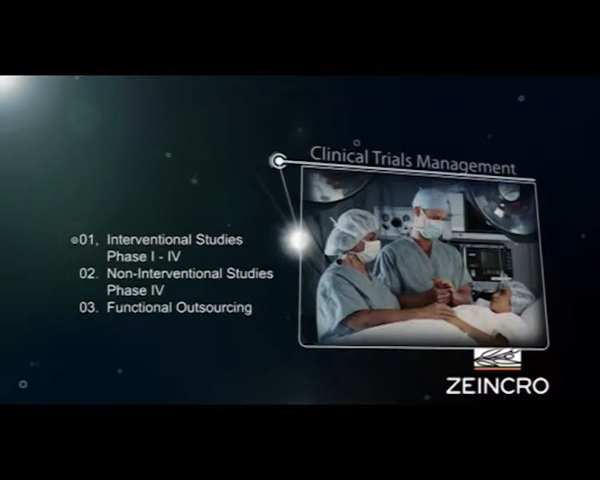 Clinical Trials Management
01, Interventional Studies
Phase I - IV
02. Non-Interventional Studies
Phase IV
03. Functional Outsourcing
ZEINCRO